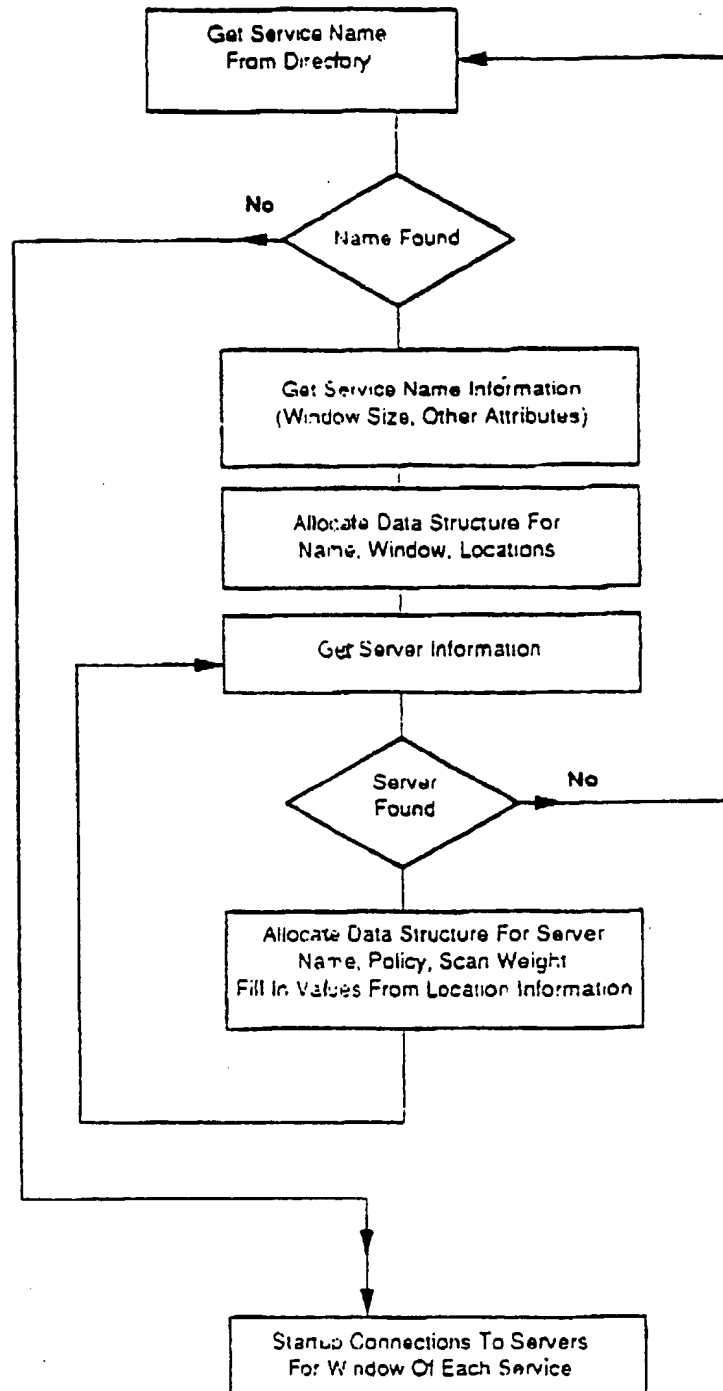 Get Service Name
From Directory
No
Name Found
Get Service Name Information
(Window Size, Other Attributes)
Allocate Data Structure For
Name, Window, Locations
Get Server Information
Server
Found
No
Allocate Data Structure For Server
Name, Policy, Scan Weight
Fill In Values From Location Information
Startup Connections To Servers
For Window Of Each Service